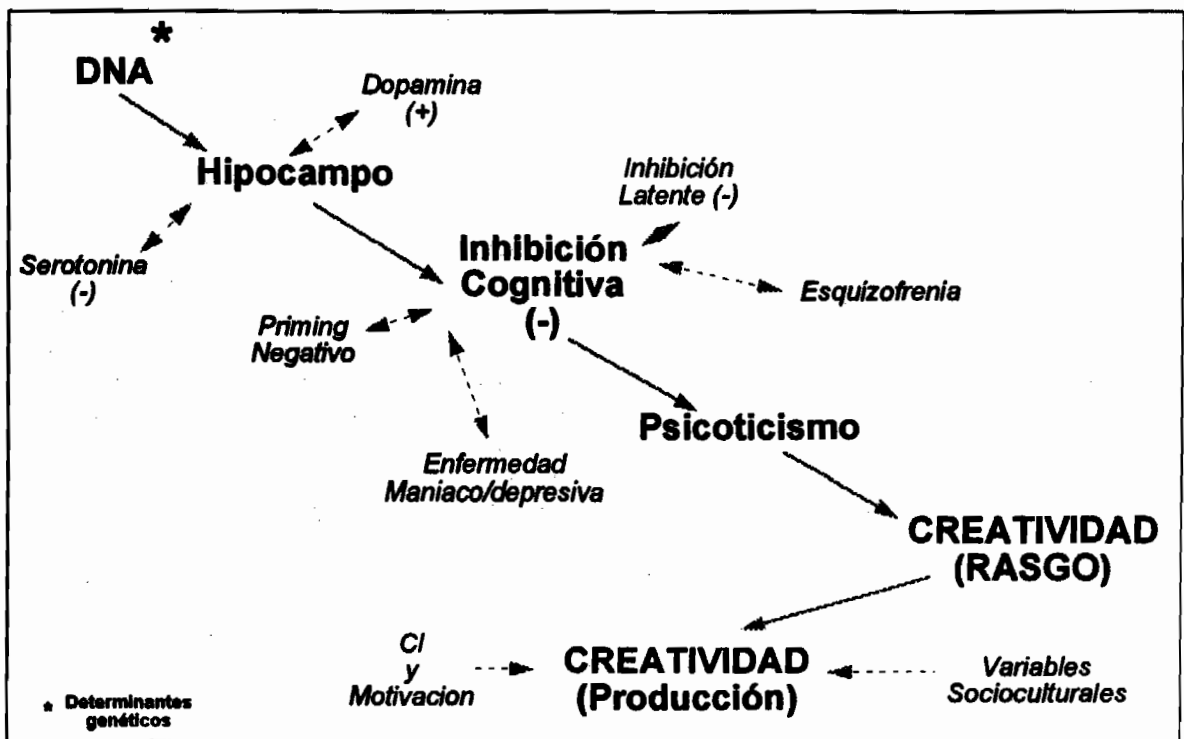 DNA *
Dopamina
(+)
Hipocampo
Inhibición
Latente (-)
Serotonina
(-)
Inhibición
Cognitiva
(-)
Esquizofrenia
Priming
Negativo
Psicoticismo
Enfermedad
Maniaco/depresiva
CREATIVIDAD
(RASGO)
CI
y
Motivacion
CREATIVIDAD
(Producción)
Variables
Socioculturales
* Determinantes
genéticos